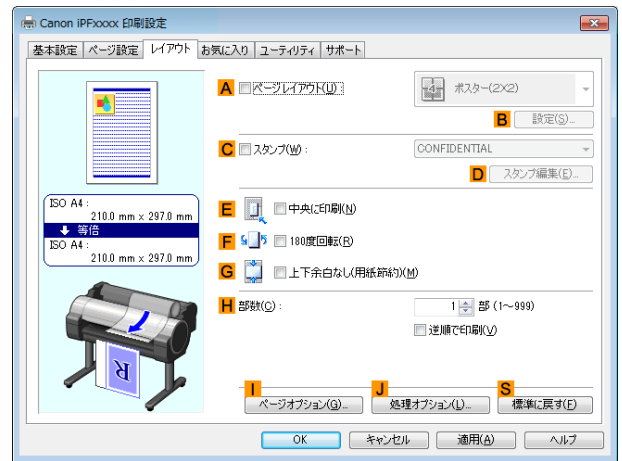 Canon iPFxxxx 印刷設定
基本設定 ページ設定 レイアウト お気に入り ユーティリティ サポート
A ページレイアウト(U) : 4 ポスター(2X2)
B 設定(S)...
C スタンプ(W) : CONFIDENTIAL
D スタンプ編集(E)...
ISO A4 :
210.0 mm x 297.0 mm
等倍
ISO A4 :
210.0 mm x 297.0 mm
E 中央に印刷(N)
F 180度回転(R)
G 上下余白なし(用紙節約)(M)
H 部数(C) : 1 部 (1～999)
逆順で印刷(V)
R
I J S
ページオプション(G)... 処理オプション(L)... 標準に戻す(F)
OK キャンセル 適用(A) ヘルプ